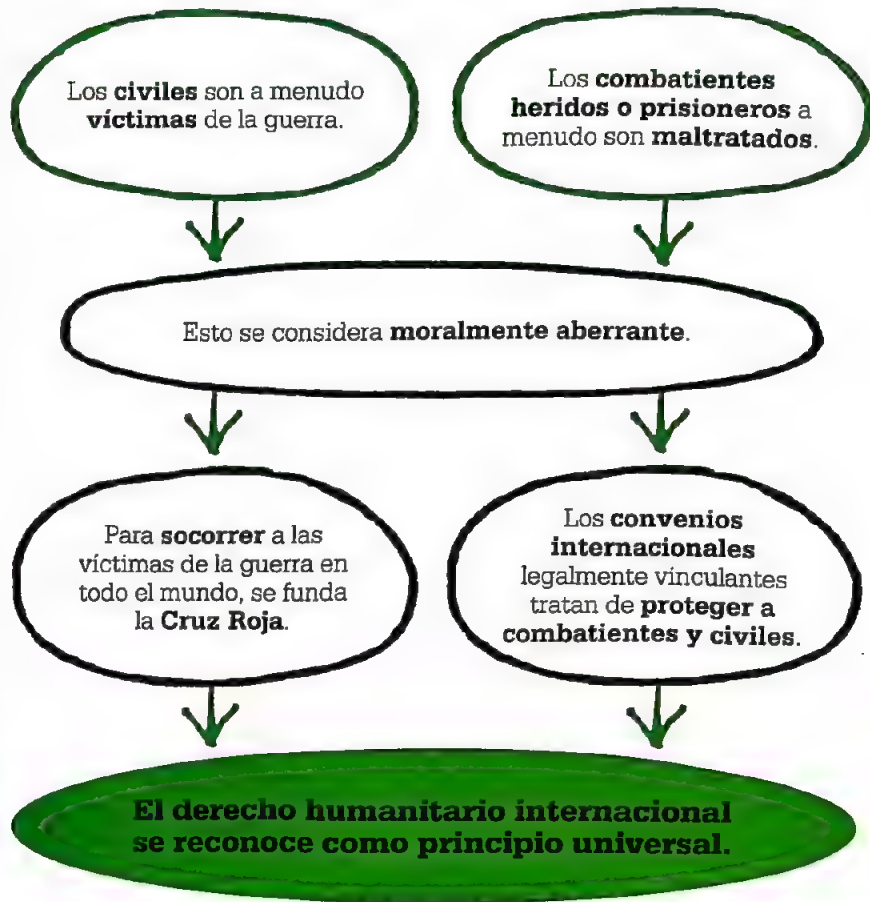 Los civiles son a menudo
víctimas de la guerra.
Los combatientes
heridos o prisioneros a
menudo son maltratados.
Esto se considera moralmente aberrante.
Para socorrer a las
víctimas de la guerra en
todo el mundo, se funda
la Cruz Roja.
Los convenios
internacionales
legalmente vinculantes
tratan de proteger a
combatientes y civiles.
El derecho humanitario internacional
se reconoce como principio universal.